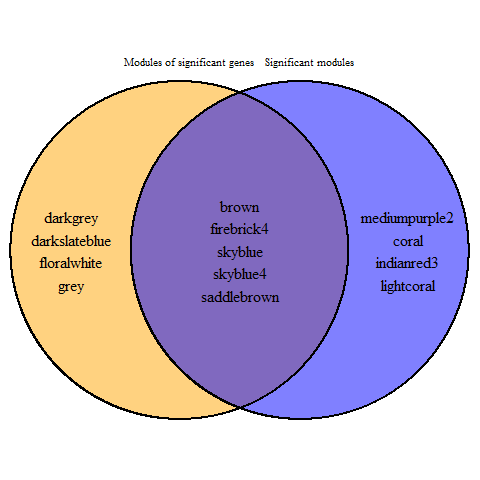 Modules of significant genes Significant modules
darkgrey
darkslateblue
floralwhite
grey
brown
firebrick4
skyblue
skyblue4
saddlebrown
mediumpurple2
coral
indianred3
lightcoral